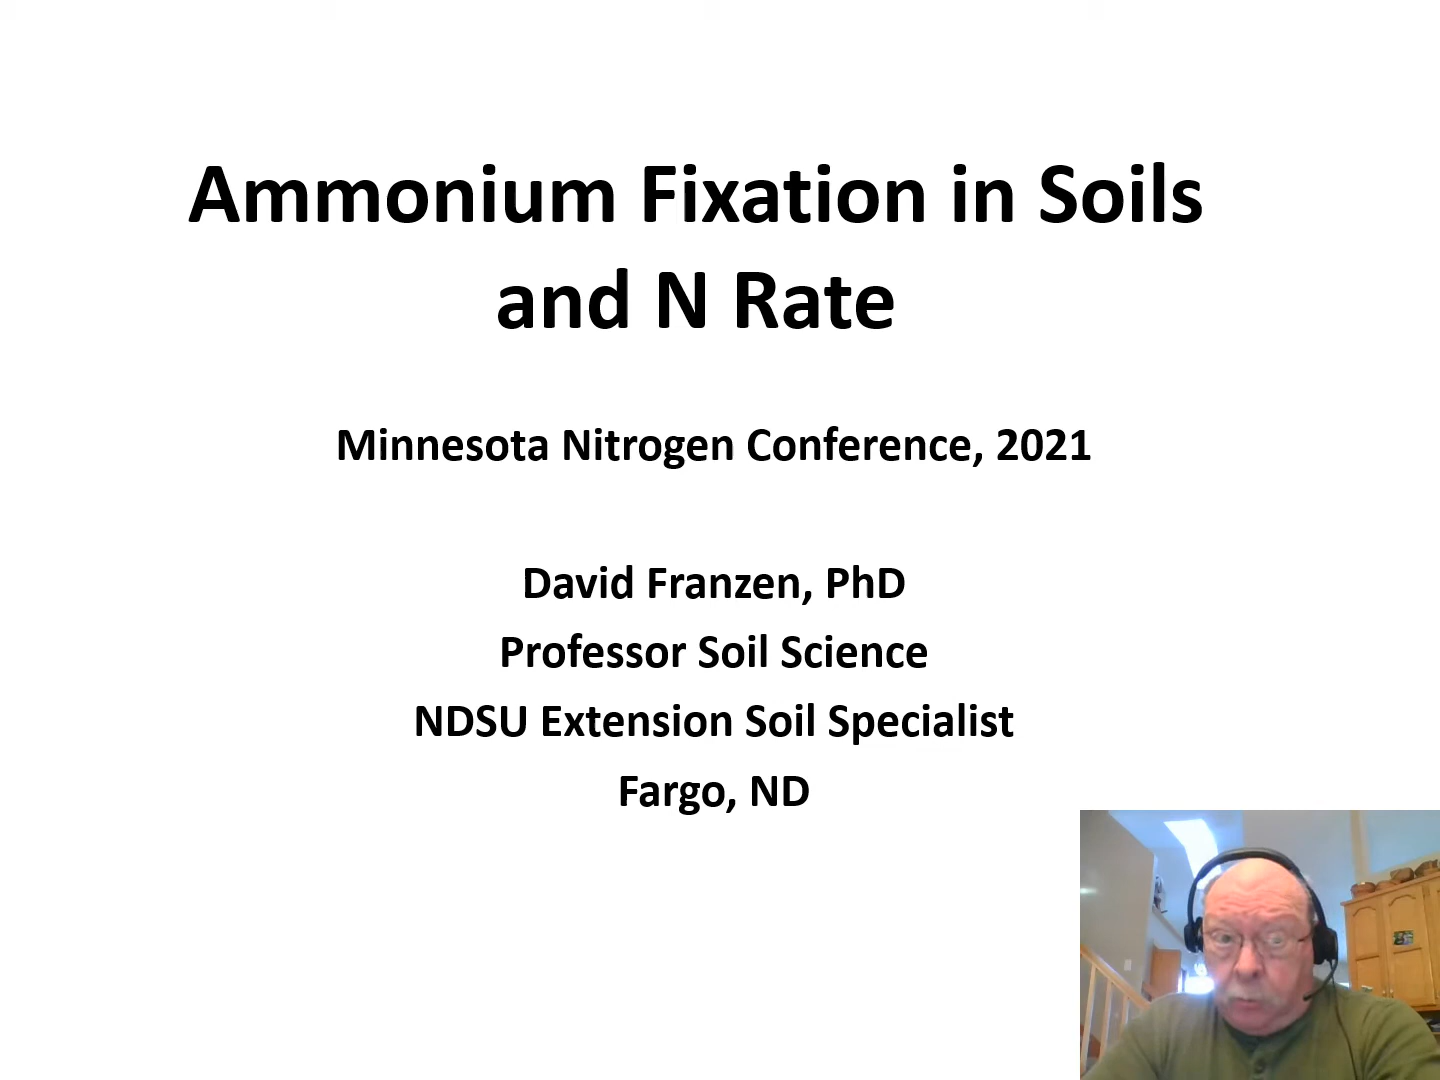 Ammonium Fixation in Soils
and N Rate
Minnesota Nitrogen Conference, 2021
David Franzen, PhD
Professor Soil Science
NDSU Extension Soil Specialist
Fargo, ND